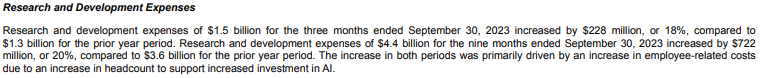 Research and Development Expenses
Research and development expenses of $1.5 billion for the three months ended September 30, 2023 increased by $228 million, or 18%, compared to
$1.3 billion for the prior year period. Research and development expenses of $4.4 billion for the nine months ended September 30, 2023 increased by $722
million, or 20%, compared to $3.6 billion for the prior year period. The increase in both periods was primarily driven by an increase in employee-related costs
due to an increase in headcount to support increased investment in AI.